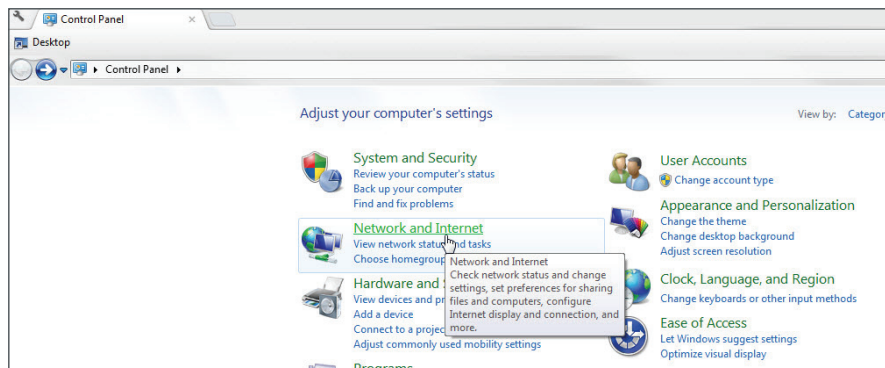 Control Panel
Desktop
Control Panel
Adjust your computer's settings
View by: Categor
System and Security
Review your computer's status
Back up your computer
Find and fix problems
Network and Internet
View network status and tasks
Choose homegroup
Hardware and S
View devices and pr
Add a device
Connect to a projec
Adjust commonly used mobility settings
Programs
Network and Internet
Check network status and change
settings, set preferences for sharing
files and computers, configure
Internet display and connection, and
more.
User Accounts
Change account type
Appearance and Personalization
Change the theme
Change desktop background
Adjust screen resolution
Clock, Language, and Region
Change keyboards or other input methods
Ease of Access
Let Windows suggest settings
Optimize visual display